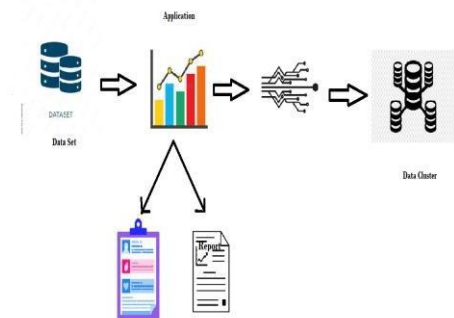 Application
DATASET
Data Set
Data Cluster
Report